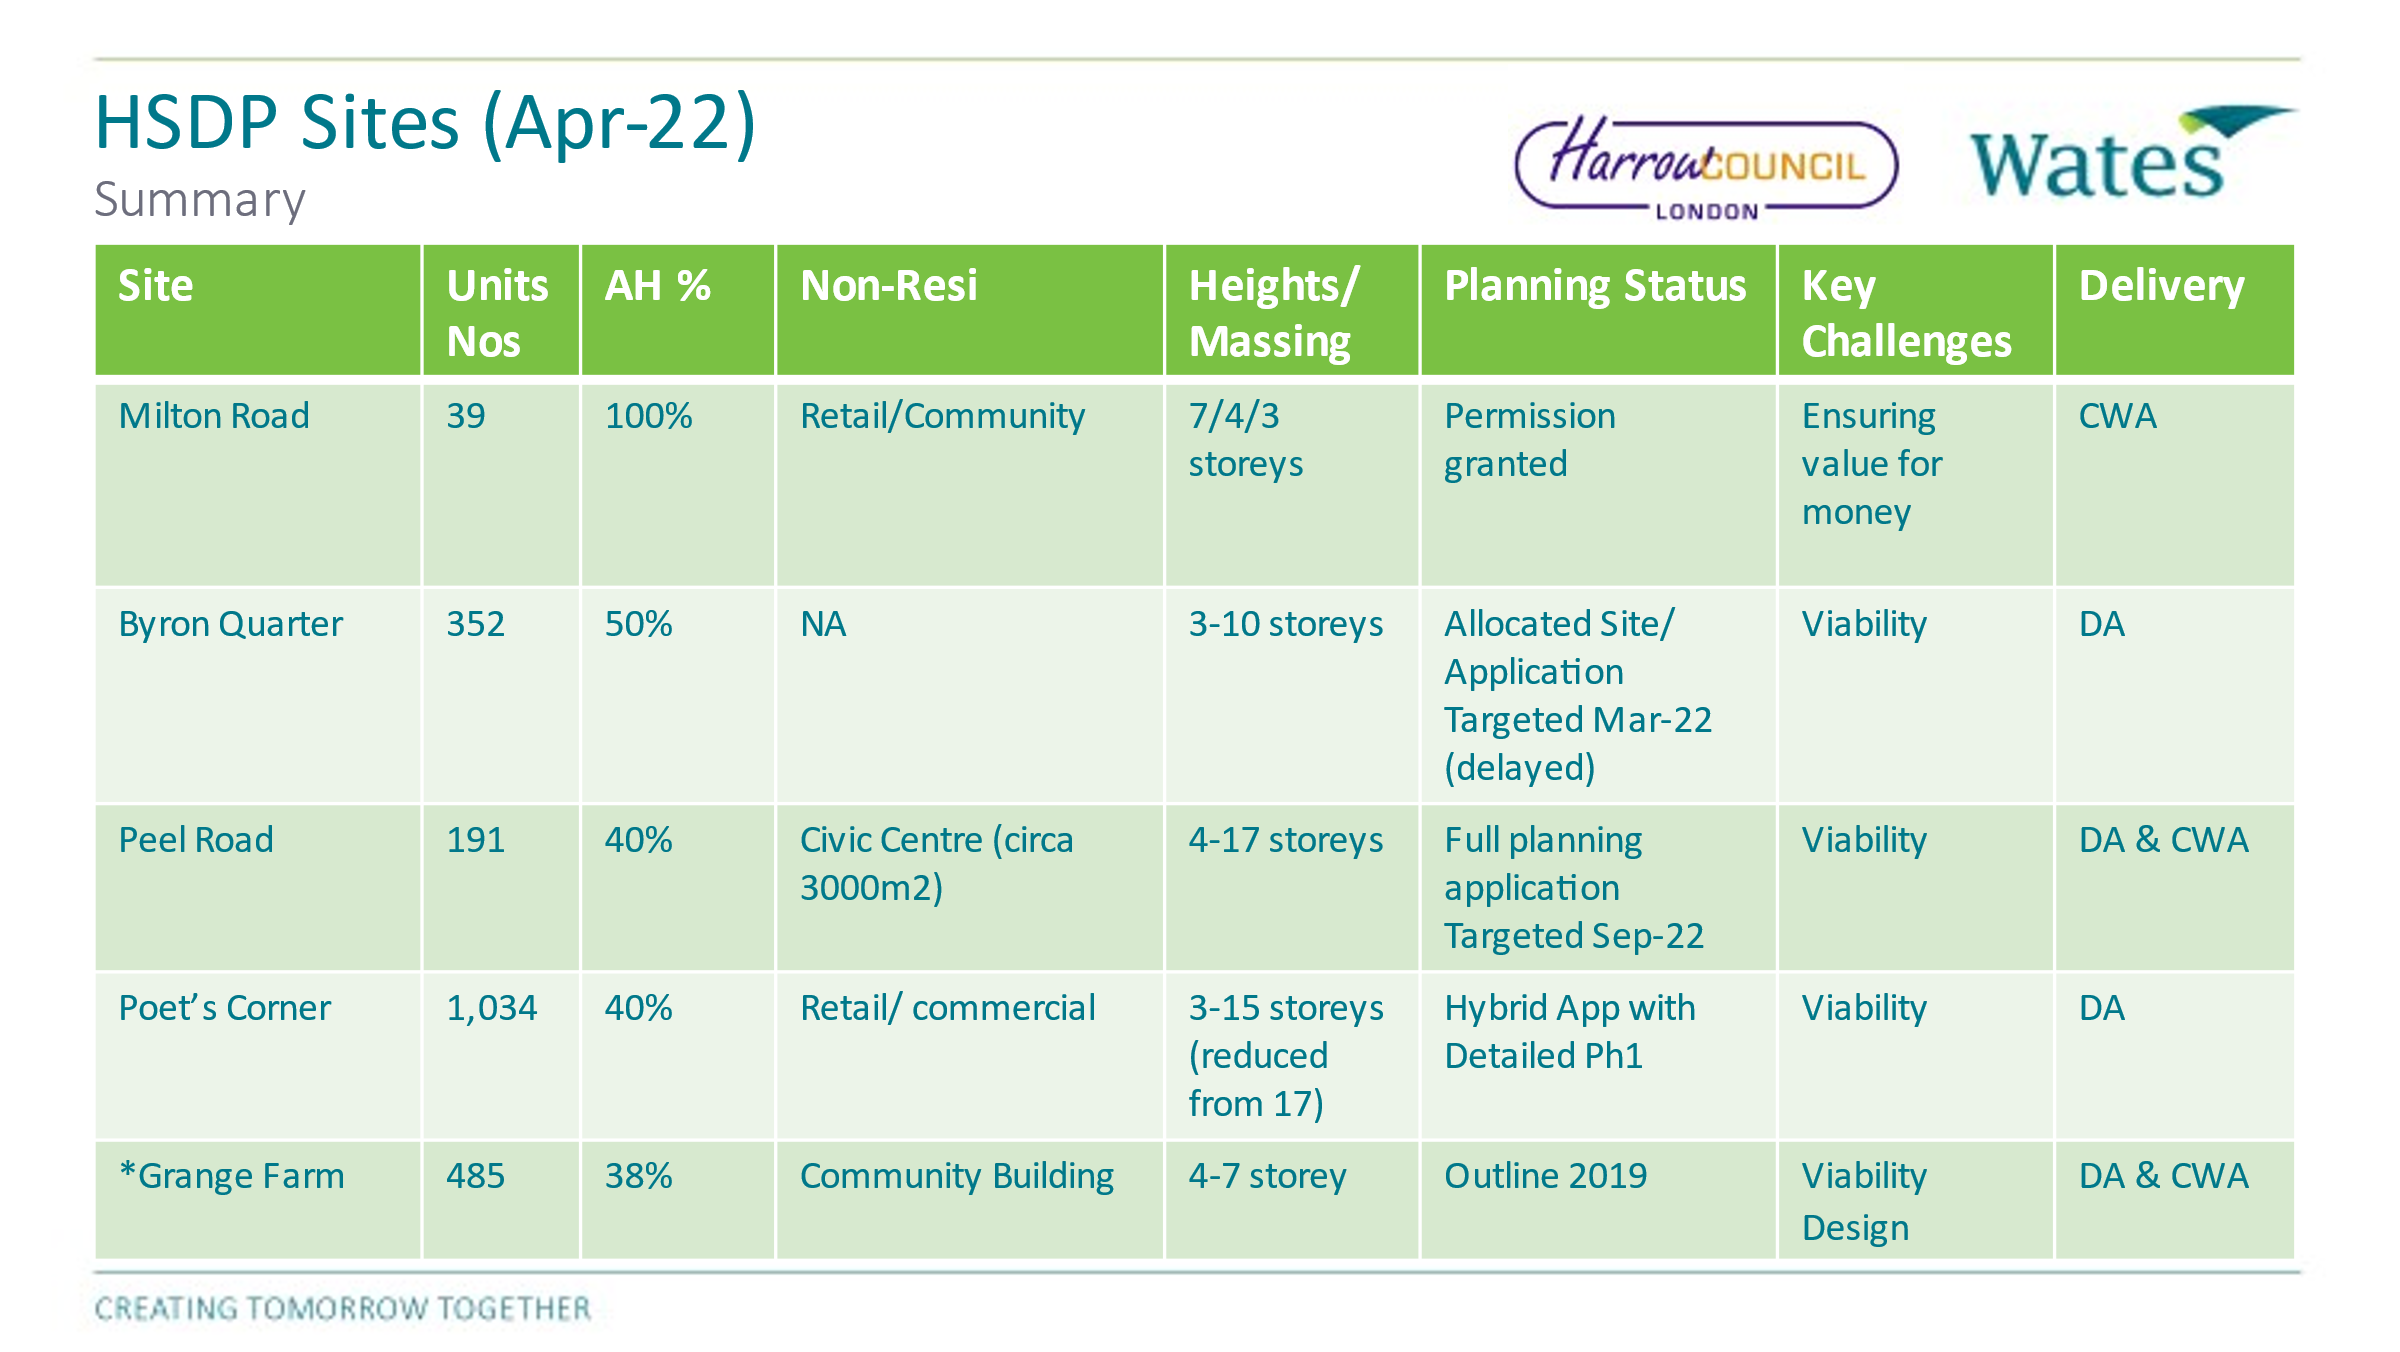 HSDP Sites (Apr-22)
Summary
Harrow COUNCIL
LONDON
Wates
Site
Units
Nos
AH %
Non-Resi
Heights/
Massing
Planning Status
Key
Challenges
Delivery
Milton Road
39
100%
Retail/Community
7/4/3
storeys
Permission
granted
Ensuring
value for
money
CWA
Byron Quarter
352
50%
NA
3-10 storeys
Allocated Site/
Application
Targeted Mar-22
(delayed)
Viability
DA
Peel Road
191
40%
Civic Centre (circa
3000m2)
4-17 storeys
Full planning
application
Targeted Sep-22
Viability
DA & CWA
Poet’s Corner
1,034
40%
Retail/ commercial
3-15 storeys
(reduced
from 17)
Hybrid App with
Detailed Ph1
Viability
DA
*Grange Farm
485
38%
Community Building
4-7 storey
Outline 2019
Viability
Design
DA & CWA
CREATING TOMORROW TOGETHER